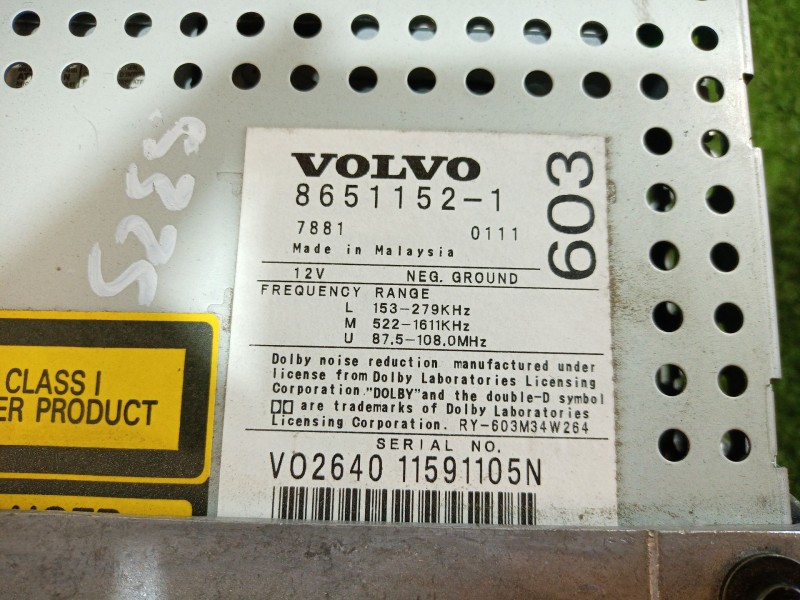 5233
VOLVO
8651152-1
603
7881 0111
Made in Malaysia
12V NEG. GROUND
FREQUENCY RANGE
L 153-279KHz
M 522-1611KHz
U 87.5-108.0MHz
Dolby noise reduction manufactured under
license from Dolby Laboratories Licensing
Corporation."DOLBY"and the double-D symbol
are trademarks of Dolby Laboratories
Licensing Corporation. RY-603M34W264
SERIAL NO.
VO2640 11591105N
CLASS I
ER PRODUCT